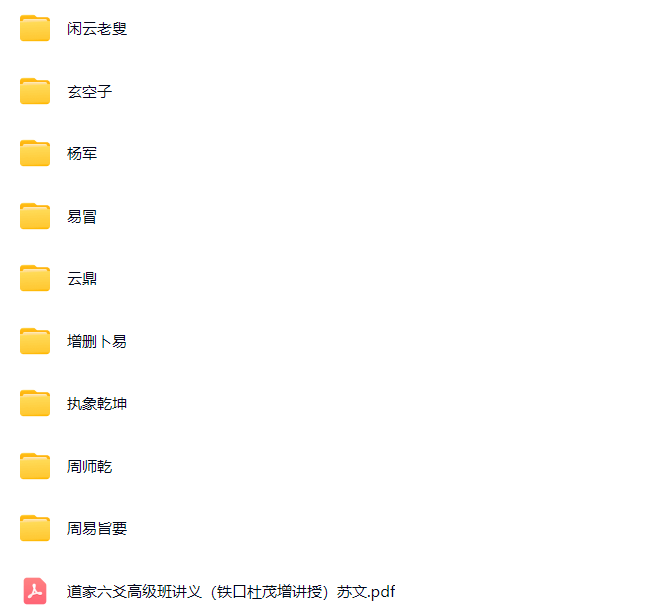 闲云老叟
玄空子
杨军
易冒
云鼎
增删卜易
执象乾坤
周师乾
周易旨要
道家六爻高级班讲义（铁口杜茂增讲授）苏文.pdf